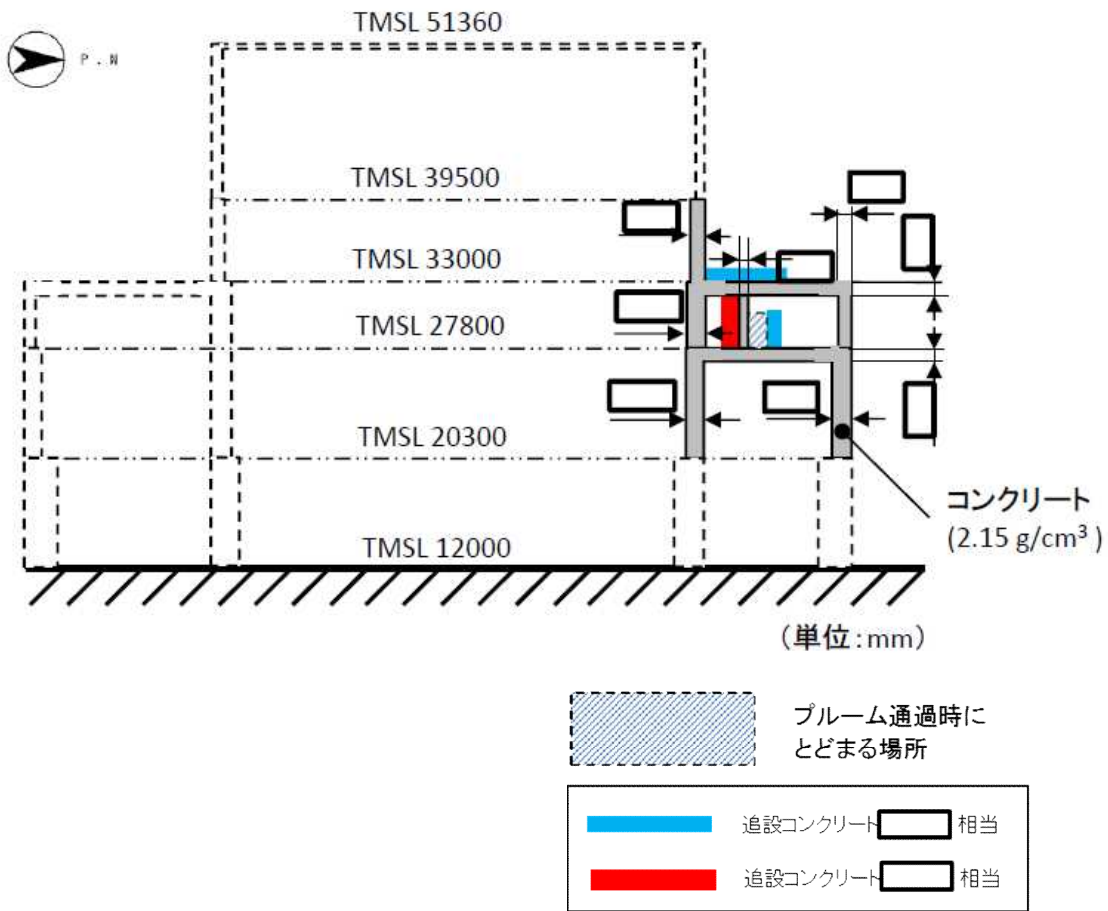 TMSL 51360
P.N
TMSL 39500
TMSL 33000
TMSL 27800
TMSL 20300
コンクリート
(2.15 g/cm³ )
TMSL 12000
(単位:mm)
プルーム通過時に
とどまる場所
追設コンクリート 相当
追設コンクリート 相当